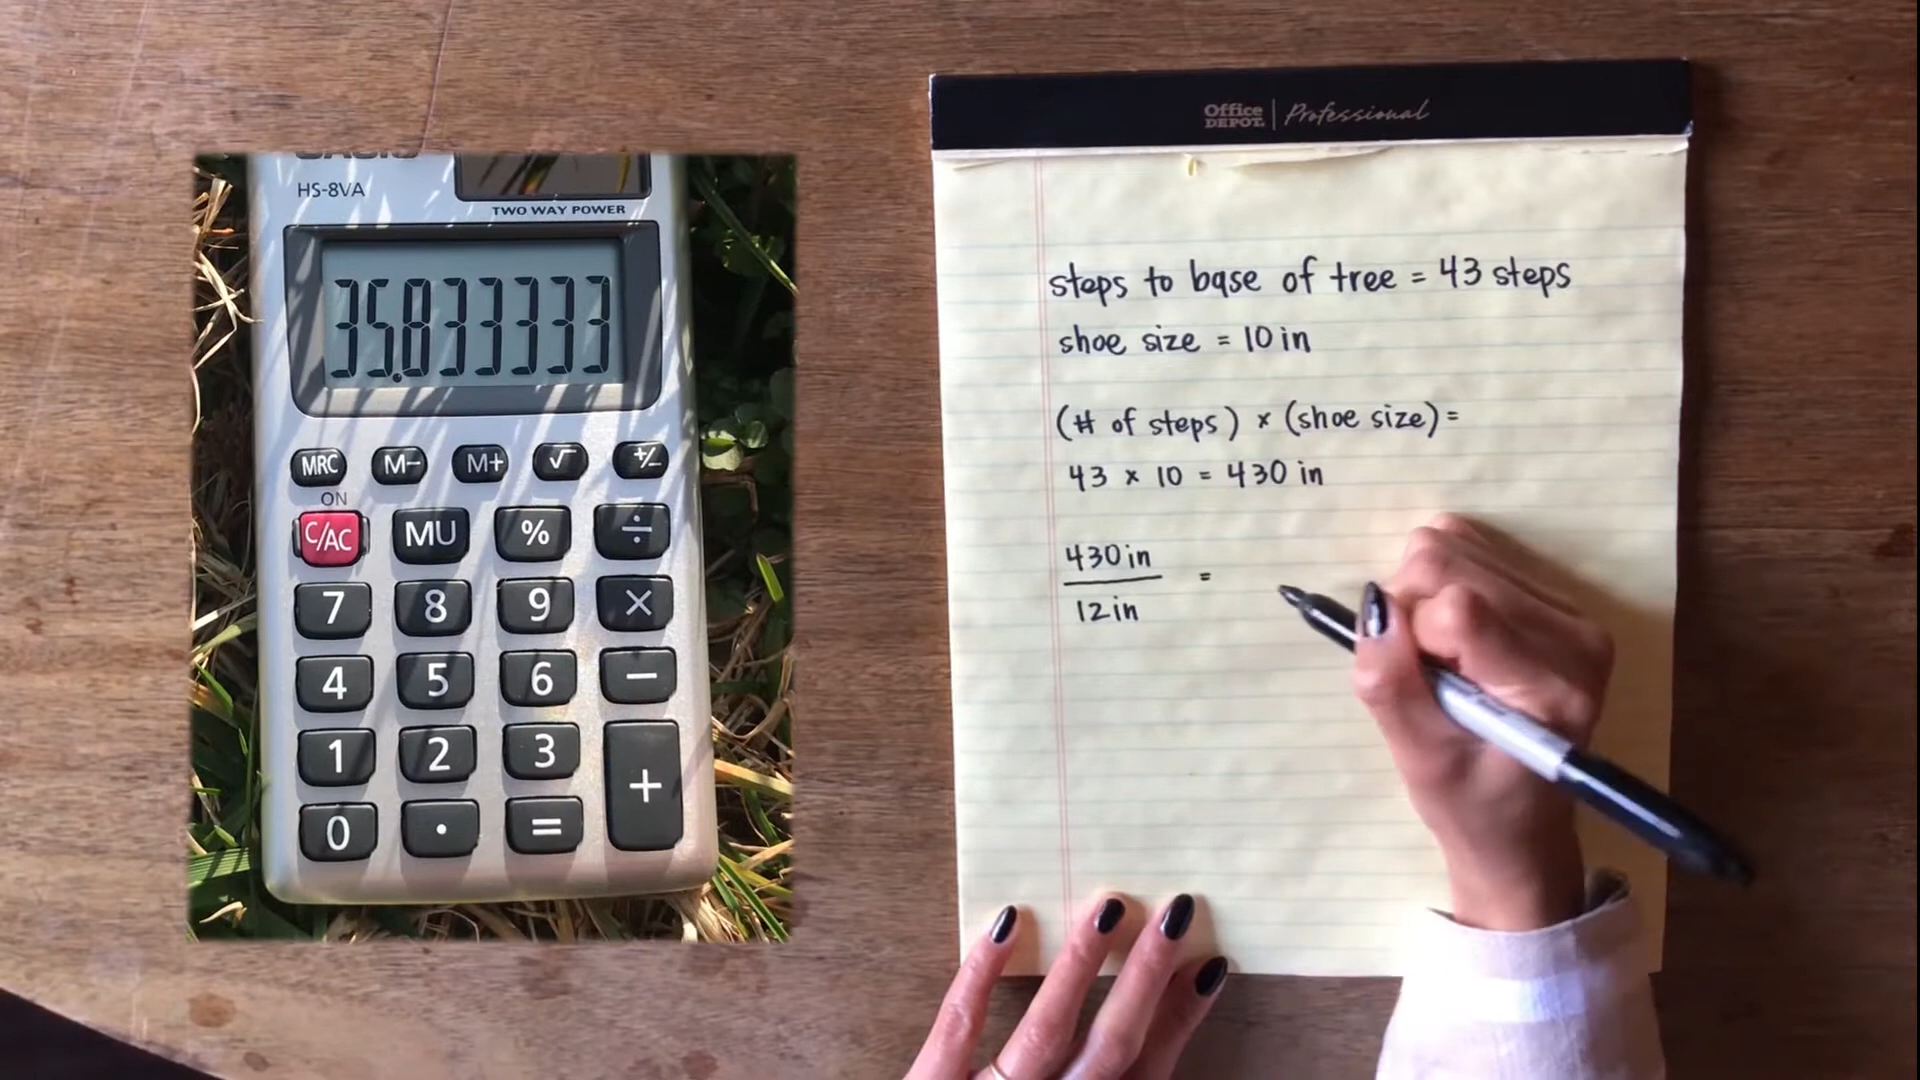 HS-8VA
TWO WAY POWER
35.833333
MRC M- M+ √ +/-
ON
C/AC MU % ÷
7 8 9 ×
4 5 6 −
1 2 3 +
0 . =
Office DEPOT. | Professional
steps to base of tree = 43 steps
shoe size = 10 in
(# of steps) × (shoe size) =
43 × 10 = 430 in
430 in
=
12 in